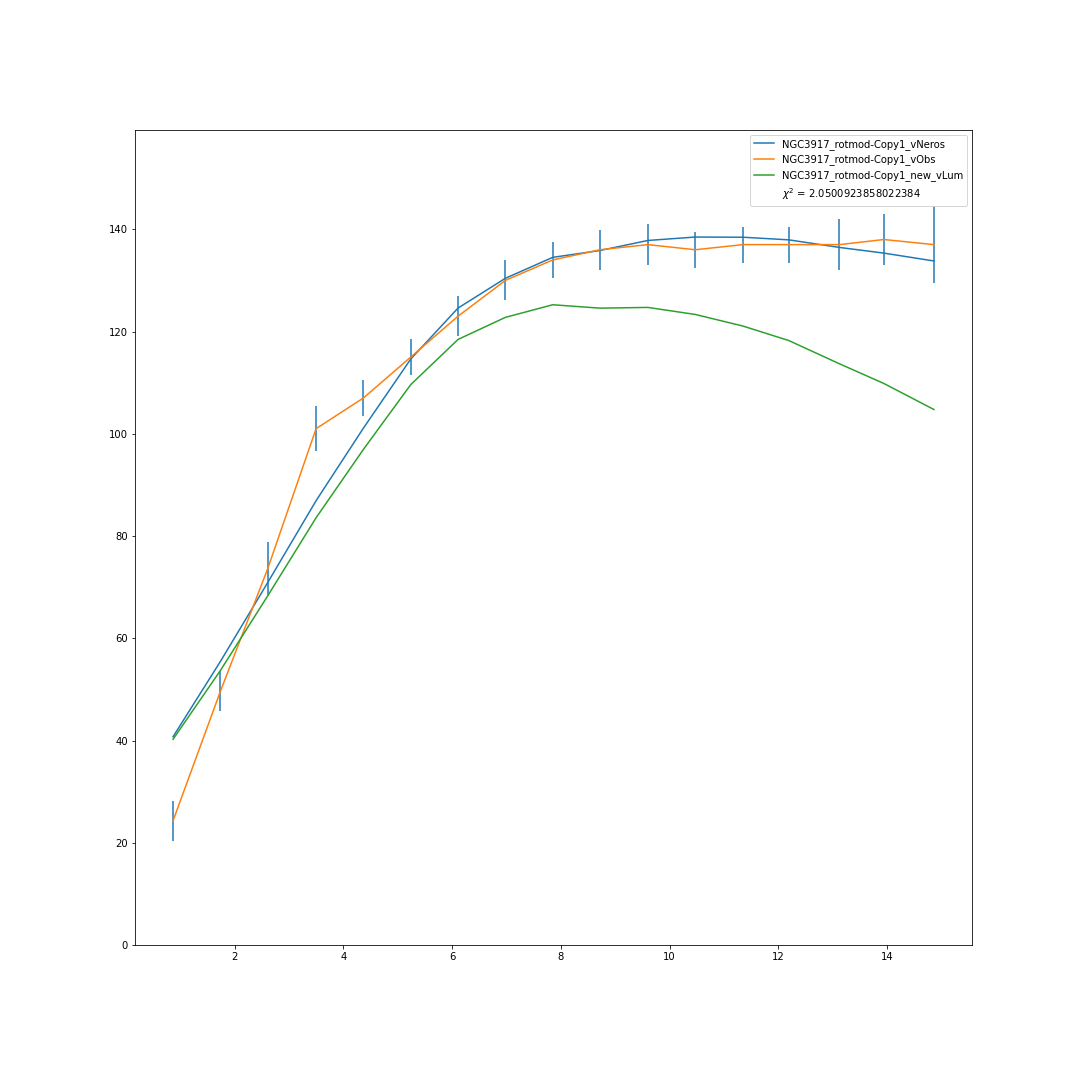 NGC3917_rotmod-Copy1_vNeros
NGC3917_rotmod-Copy1_vObs
NGC3917_rotmod-Copy1_new_vLum
χ² = 2.0500923858022384
140
120
100
80
60
40
20
0
2 4 6 8 10 12 14